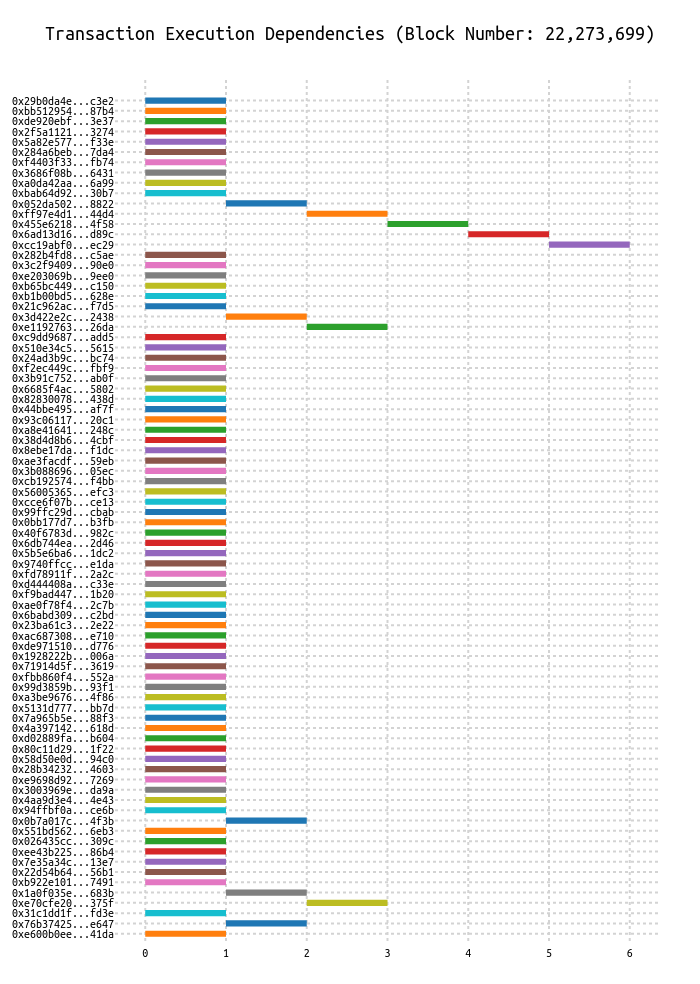 Transaction Execution Dependencies (Block Number: 22,273,699)
0x29b0da4e...c3e2
0xbb512954...87b4
0xde920ebf...3e37
0x2f5a1121...3274
0x5a82e577...f33e
0x284a6beb...7da4
0xf4403f33...fb74
0x3686f08b...6431
0xa0da42aa...6a99
0xbab64d92...30b7
0x052da502...8822
0xff97e4d1...44d4
0x455e6218...4f58
0x6ad13d16...d89c
0xcc19abf0...ec29
0x282b4fd8...c5ae
0x3c2f9409...90e0
0xe203069b...9ee0
0xb65bc449...c150
0xb1b00bd5...628e
0x21c962ac...f7d5
0x3d422e2c...2438
0xe1192763...26da
0xc9dd9687...add5
0x510e34c5...5615
0x24ad3b9c...bc74
0xf2ec449c...fbf9
0x3b91c752...ab0f
0x6685f4ac...5802
0x82830078...438d
0x44bbe495...af7f
0x93c06117...20c1
0xa8e41641...248c
0x38d4d8b6...4cbf
0x8ebe17da...f1dc
0xae3facdf...59eb
0x3b088696...05ec
0xcb192574...f4bb
0x56005365...efc3
0xcce6f07b...ce13
0x99ffc29d...cbab
0x0bb177d7...b3fb
0x40f6783d...982c
0x6db744ea...2d46
0x5b5e6ba6...1dc2
0x9740ffcc...e1da
0xfd78911f...2a2c
0xd444408a...c33e
0xf9bad447...1b20
0xae0f78f4...2c7b
0x6babd309...c2bd
0x23ba61c3...2e22
0xac687308...e710
0xde971510...d776
0x1928222b...006a
0x71914d5f...3619
0xfbb860f4...552a
0x99d3859b...93f1
0xa3be9676...4f86
0x5131d777...bb7d
0x7a965b5e...88f3
0x4a397142...618d
0xd02889fa...b604
0x80c11d29...1f22
0x58d50e0d...94c0
0x28b34232...4603
0xe9698d92...7269
0x3003969e...da9a
0x4aa9d3e4...4e43
0x94ffbf0a...ce6b
0x0b7a017c...4f3b
0x551bd562...6eb3
0x026435cc...309c
0xee43b225...86b4
0x7e35a34c...13e7
0x22d54b64...56b1
0xb922e101...7491
0x1a0f035e...683b
0xe70cfe20...375f
0x31c1dd1f...fd3e
0x76b37425...e647
0xe600b0ee...41da
0 1 2 3 4 5 6